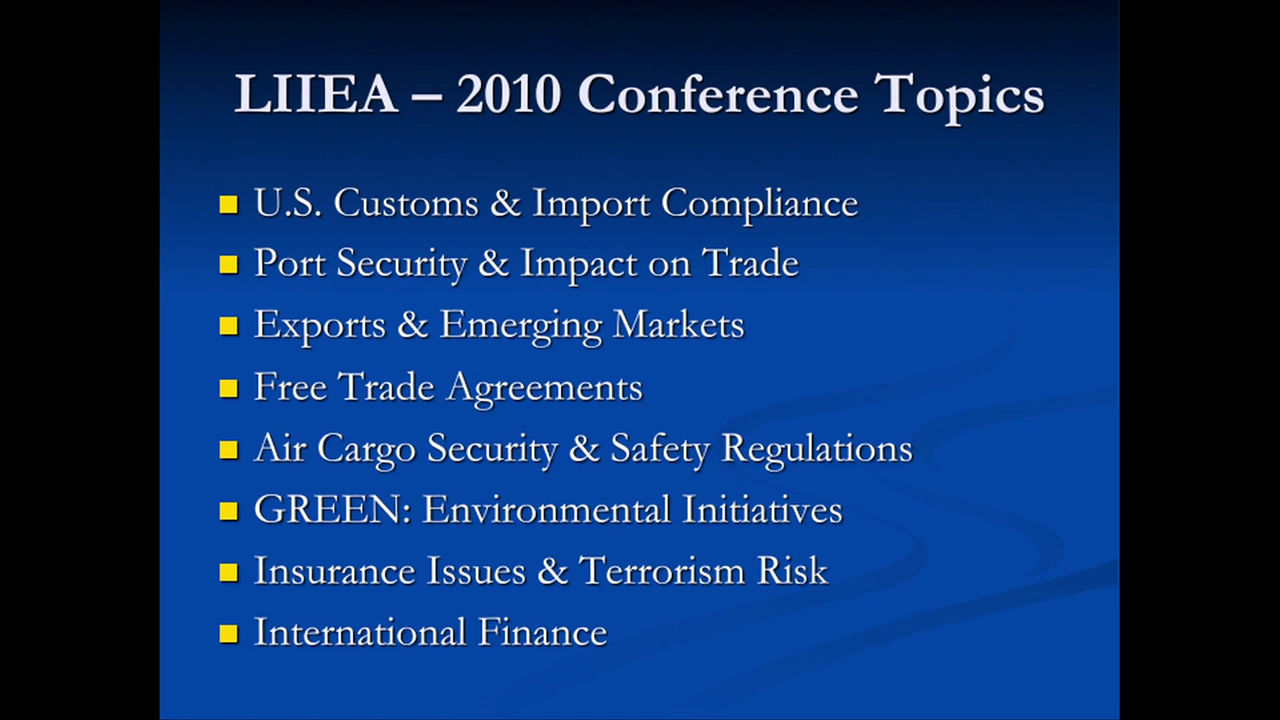 LIIEA – 2010 Conference Topics
U.S. Customs & Import Compliance
Port Security & Impact on Trade
Exports & Emerging Markets
Free Trade Agreements
Air Cargo Security & Safety Regulations
GREEN: Environmental Initiatives
Insurance Issues & Terrorism Risk
International Finance